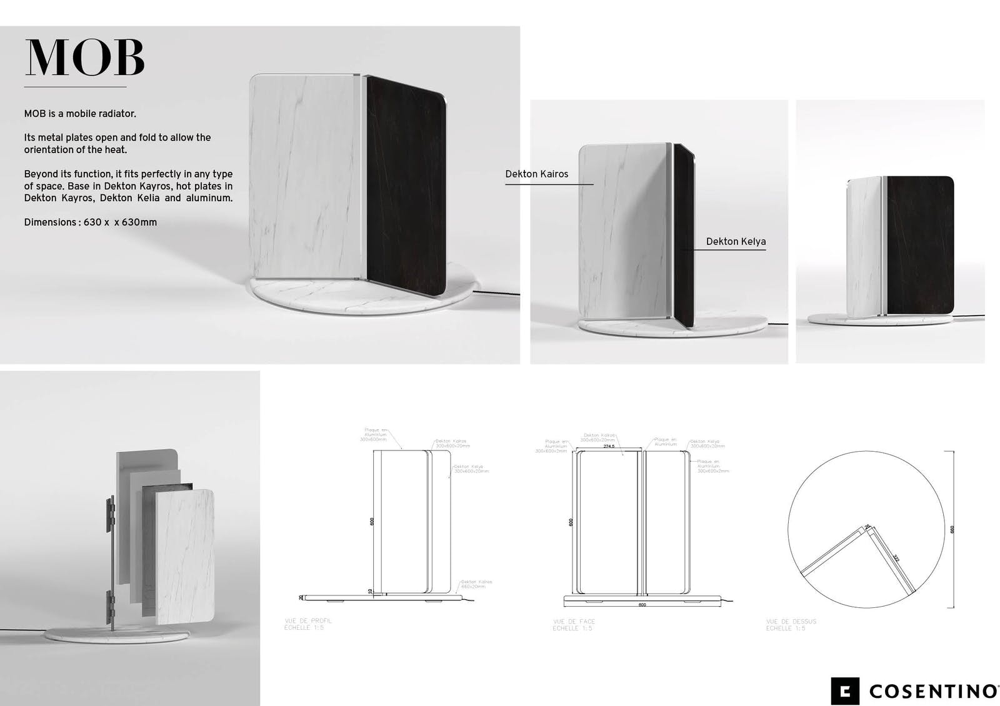 MOB
MOB is a mobile radiator.
Its metal plates open and fold to allow the
orientation of the heat.
Beyond its function, it fits perfectly in any type
of space. Base in Dekton Kayros, hot plates in
Dekton Kayros, Dekton Kelia and aluminum.
Dimensions : 630 x  x 630mm
Dekton Kairos
Dekton Kelya
Plaque en
Aluminium
300x600mm
Dekton Kairos
300x600x20mm
Dekton Kelya
300x600x20mm
600
10
20
Dekton Kairos
660x20mm
VUE DE PROFIL
ECHELLE 1:5
Plaque en
Aluminium
300x600x2mm
Dekton Kairos
300x600x20mm
274.5
Plaque en
Aluminium
Dekton Kelya
300x600x20mm
Plaque en
Aluminium
300x600x2mm
600
600
VUE DE FACE
ECHELLE 1:5
322
660
VUE DE DESSUS
ECHELLE 1:5
COSENTINO